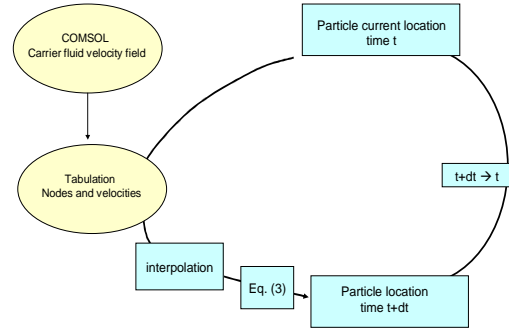 COMSOL
Carrier fluid velocity field
Particle current location
time t
Tabulation
Nodes and velocities
t+dt → t
interpolation
Eq. (3)
Particle location
time t+dt